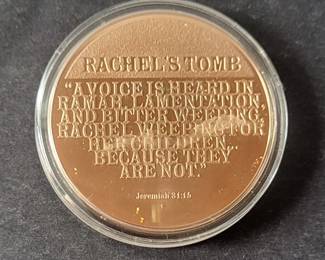 RACHEL'S TOMB
"A VOICE IS HEARD IN
RAMAH, LAMENTATION,
AND BITTER WEEPING,
RACHEL WEEPING FOR
HER CHILDREN..
BECAUSE THEY
ARE NOT."
Jeremiah 31:15